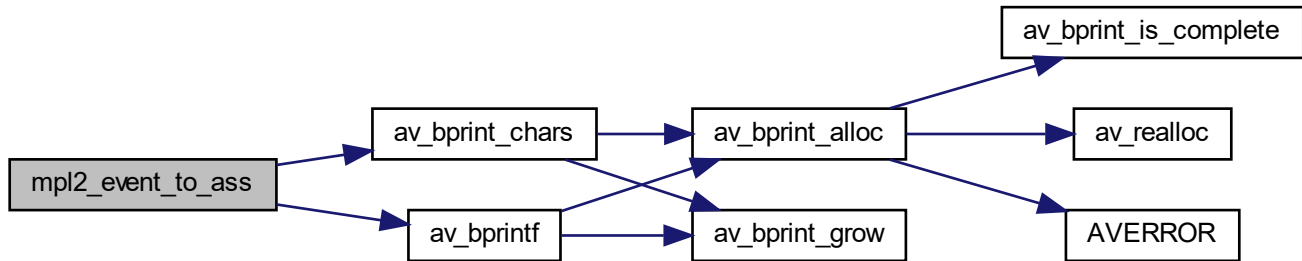 mpl2_event_to_ass
av_bprint_chars
av_bprintf
av_bprint_alloc
av_bprint_grow
av_bprint_is_complete
av_realloc
AVERROR